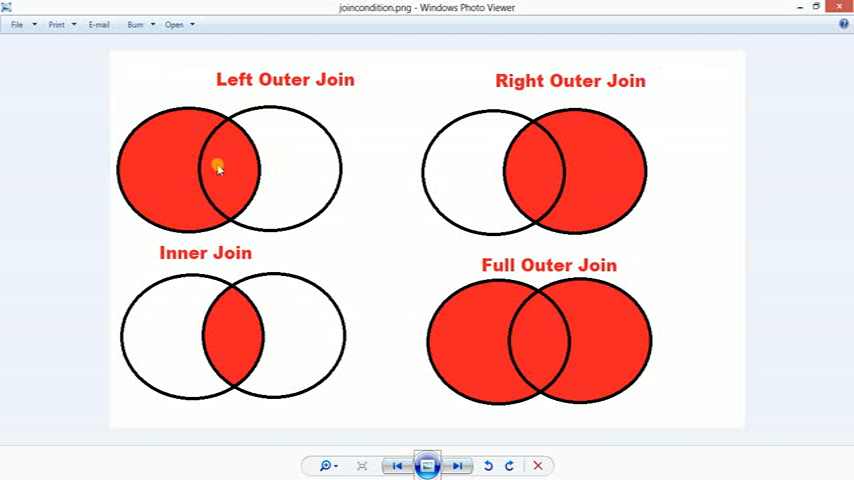 joincondition.png - Windows Photo Viewer
File Print E-mail Burn Open
Left Outer Join
Right Outer Join
Inner Join
Full Outer Join